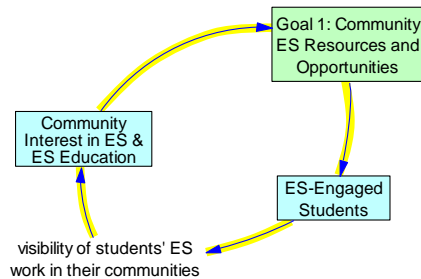 Goal 1: Community
ES Resources and
Opportunities
Community
Interest in ES &
ES Education
ES-Engaged
Students
visibility of students' ES
work in their communities